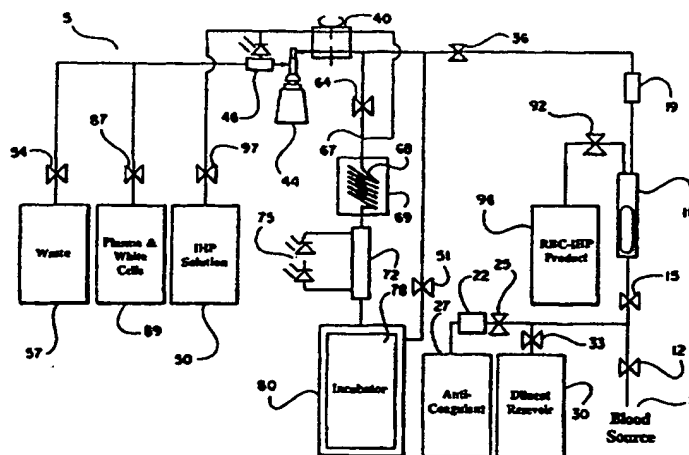 5
40
36
19
46
44
64
67
68
69
92
54
87
97
Waste
Plasma &
White
Cells
IHP
Solution
57
89
50
75
72
78
51
80
Incubator
96
RBC-IHP
Product
15
22
25
27
33
12
Anti-
Coagulant
Diluent
Reservoir
30
Blood
Source